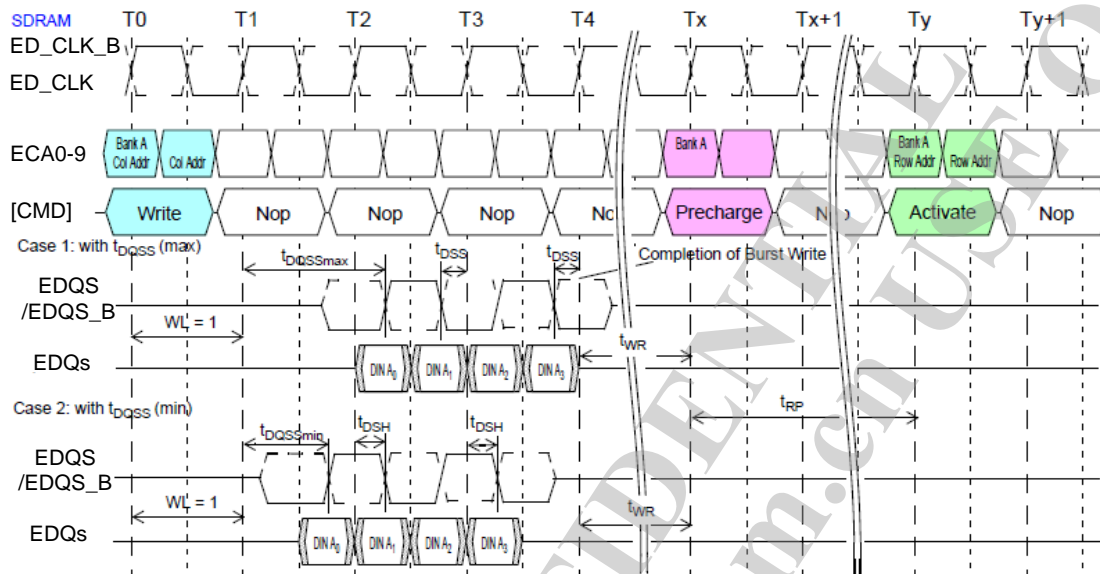 SDRAM T0 T1 T2 T3 T4 Tx Tx+1 Ty Ty+1
ED_CLK_B
ED_CLK
ECA0-9 Bank A Col Addr Col Addr Bank A Bank A Row Addr Row Addr
[CMD] Write Nop Nop Nop Precharge Activate Nop
Case 1: with tDQSS (max) tDQSSmax tDSS tDSS Completion of Burst Write
EDQS
/EDQS_B
WL = 1 tWR
EDQs DIN A0 DIN A1 DIN A2 DIN A3
Case 2: with tDQSS (min) tRP
tDQSSmin tDSH tDSH
EDQS
/EDQS_B
WL = 1 tWR
EDQs DIN A0 DIN A1 DIN A2 DIN A3